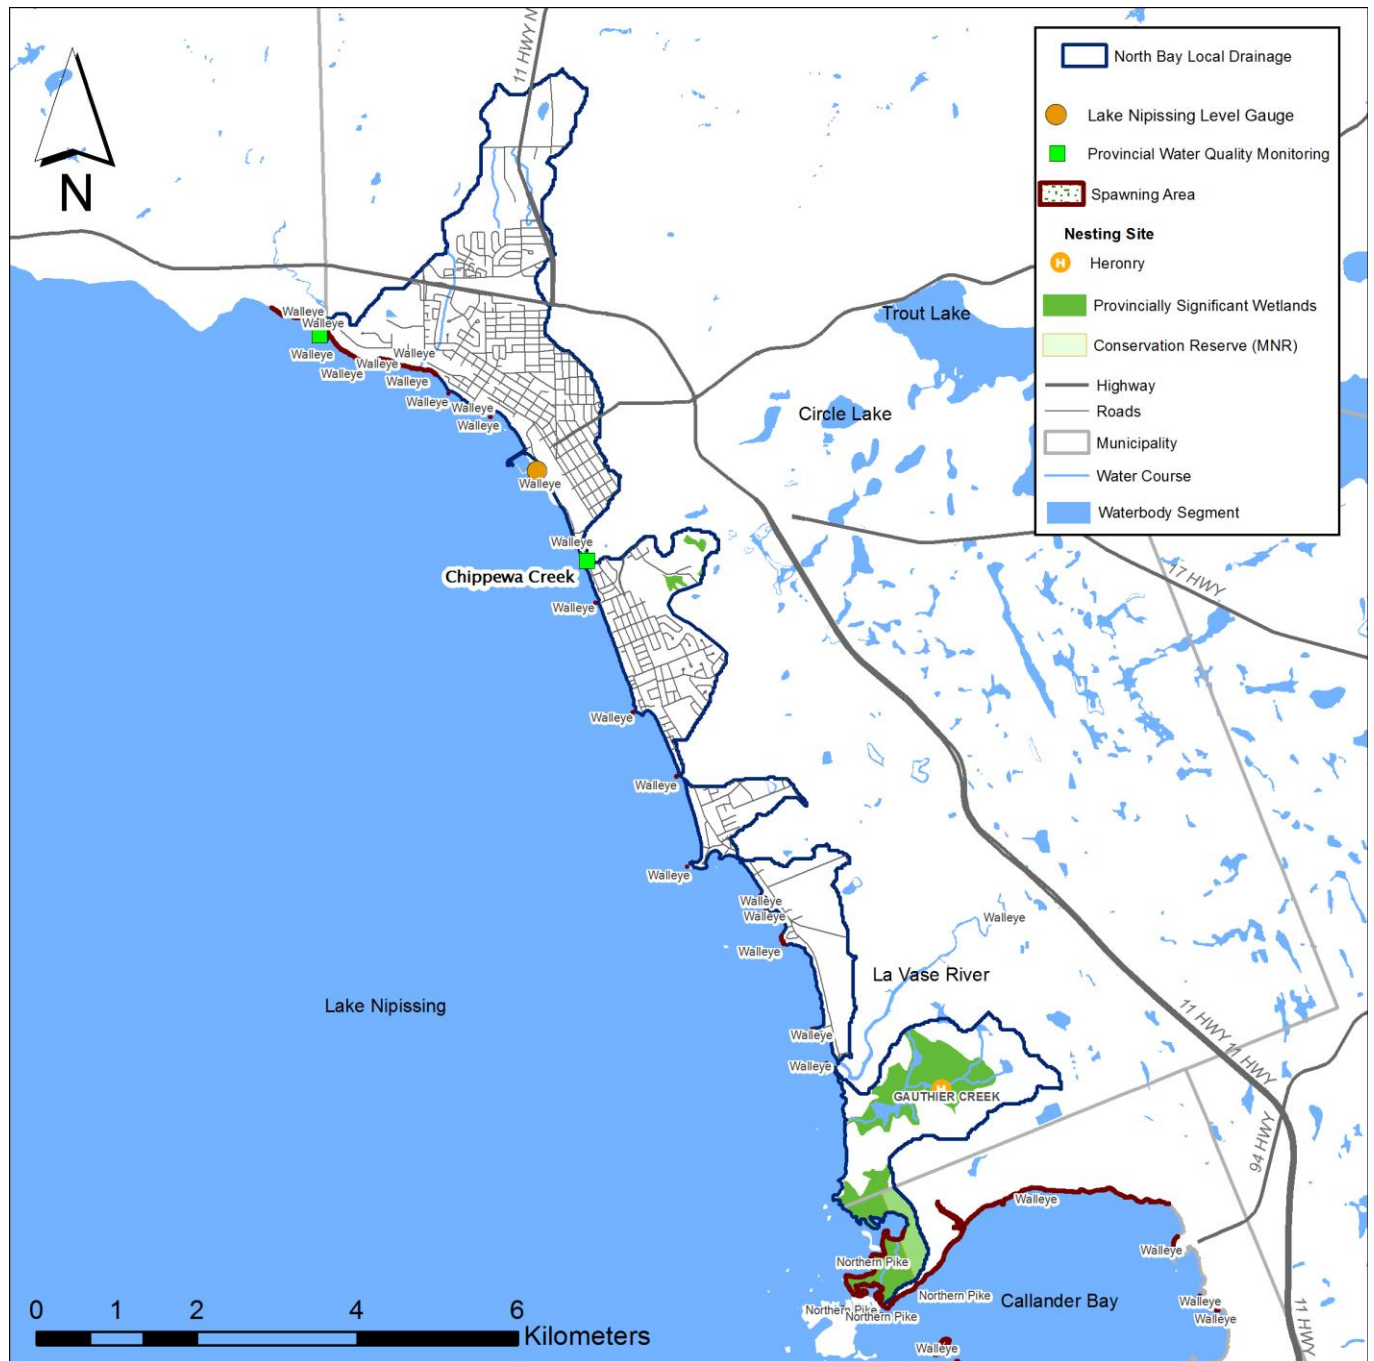 11 HWY N
North Bay Local Drainage
Lake Nipissing Level Gauge
Provincial Water Quality Monitoring
Spawning Area
Nesting Site
H
Heronry
Provincially Significant Wetlands
Conservation Reserve (MNR)
Highway
Roads
Municipality
Water Course
Waterbody Segment
N
Trout Lake
Circle Lake
Walleye
Walleye
Walleye
Walleye
Walleye
Walleye
Walleye
Walleye
Walleye
Walleye
Walleye
Walleye
Chippewa Creek
17 HWY
Walleye
Walleye
Walleye
Walleye
Walleye
Walleye
Walleye
Walleye
La Vase River
Lake Nipissing
11 HWY
11 HWY
Walleye
Walleye
H
GAUTHIER CREEK
94 HWY
Walleye
Walleye
Northern Pike
Northern Pike
Northern Pike
Northern Pike
Callander Bay
Walleye
Walleye
11 HWY
Walleye
0 1 2 4 6
Kilometers